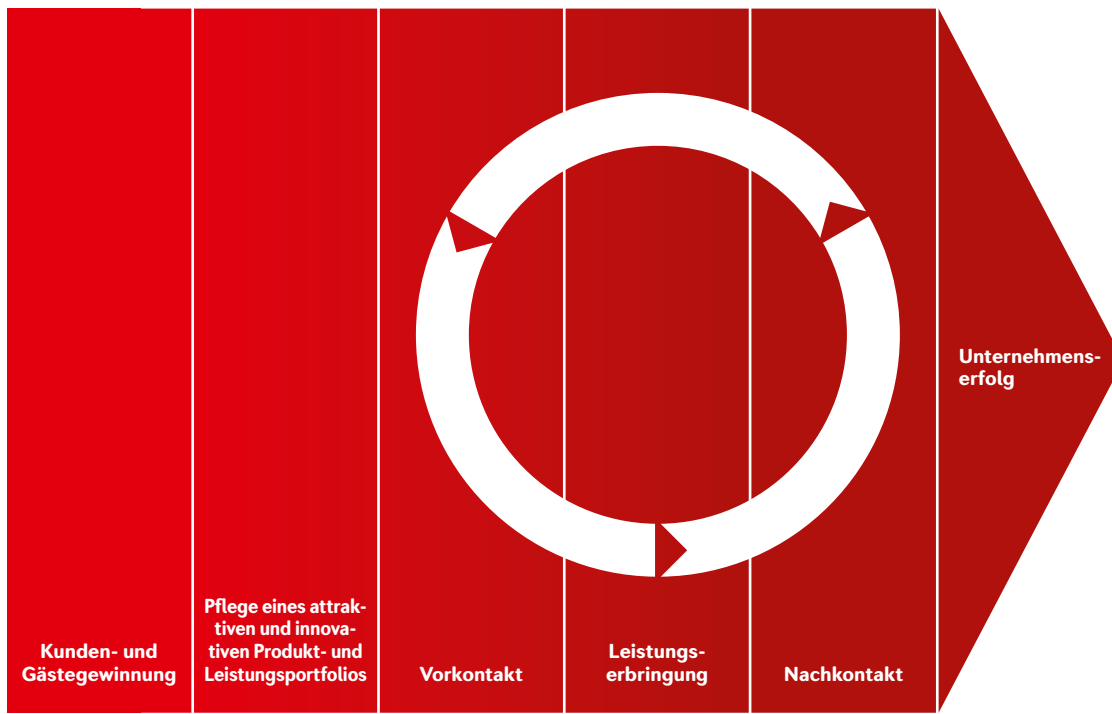 Kunden- und
Gästegewinnung
Pflege eines attrak-
tiven und innova-
tiven Produkt- und
Leistungsportfolios
Vorkontakt
Leistungs-
erbringung
Nachkontakt
Unternehmens-
erfolg